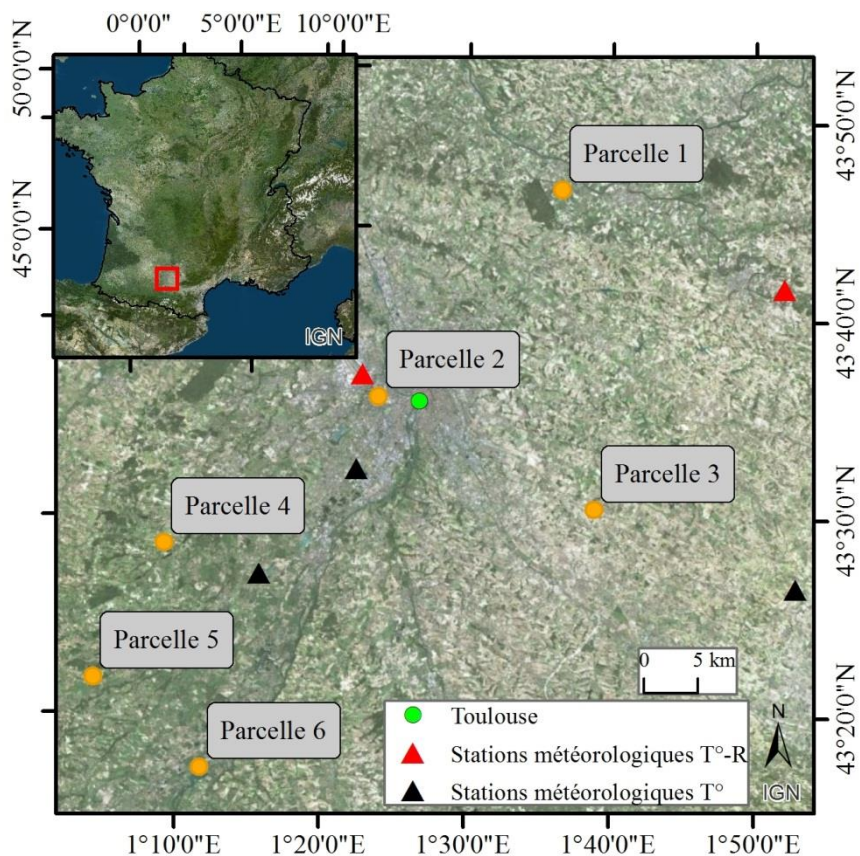 0°0'0"
5°0'0"E
10°0'0"E
50°0'0"N
45°0'0"N
IGN
43°50'0"N
43°40'0"N
43°30'0"N
43°20'0"N
Parcelle 1
Parcelle 2
Parcelle 3
Parcelle 4
Parcelle 5
Parcelle 6
0 5 km
Toulouse
Stations météorologiques T°-R
Stations météorologiques T°
N
IGN
1°10'0"E
1°20'0"E
1°30'0"E
1°40'0"E
1°50'0"E